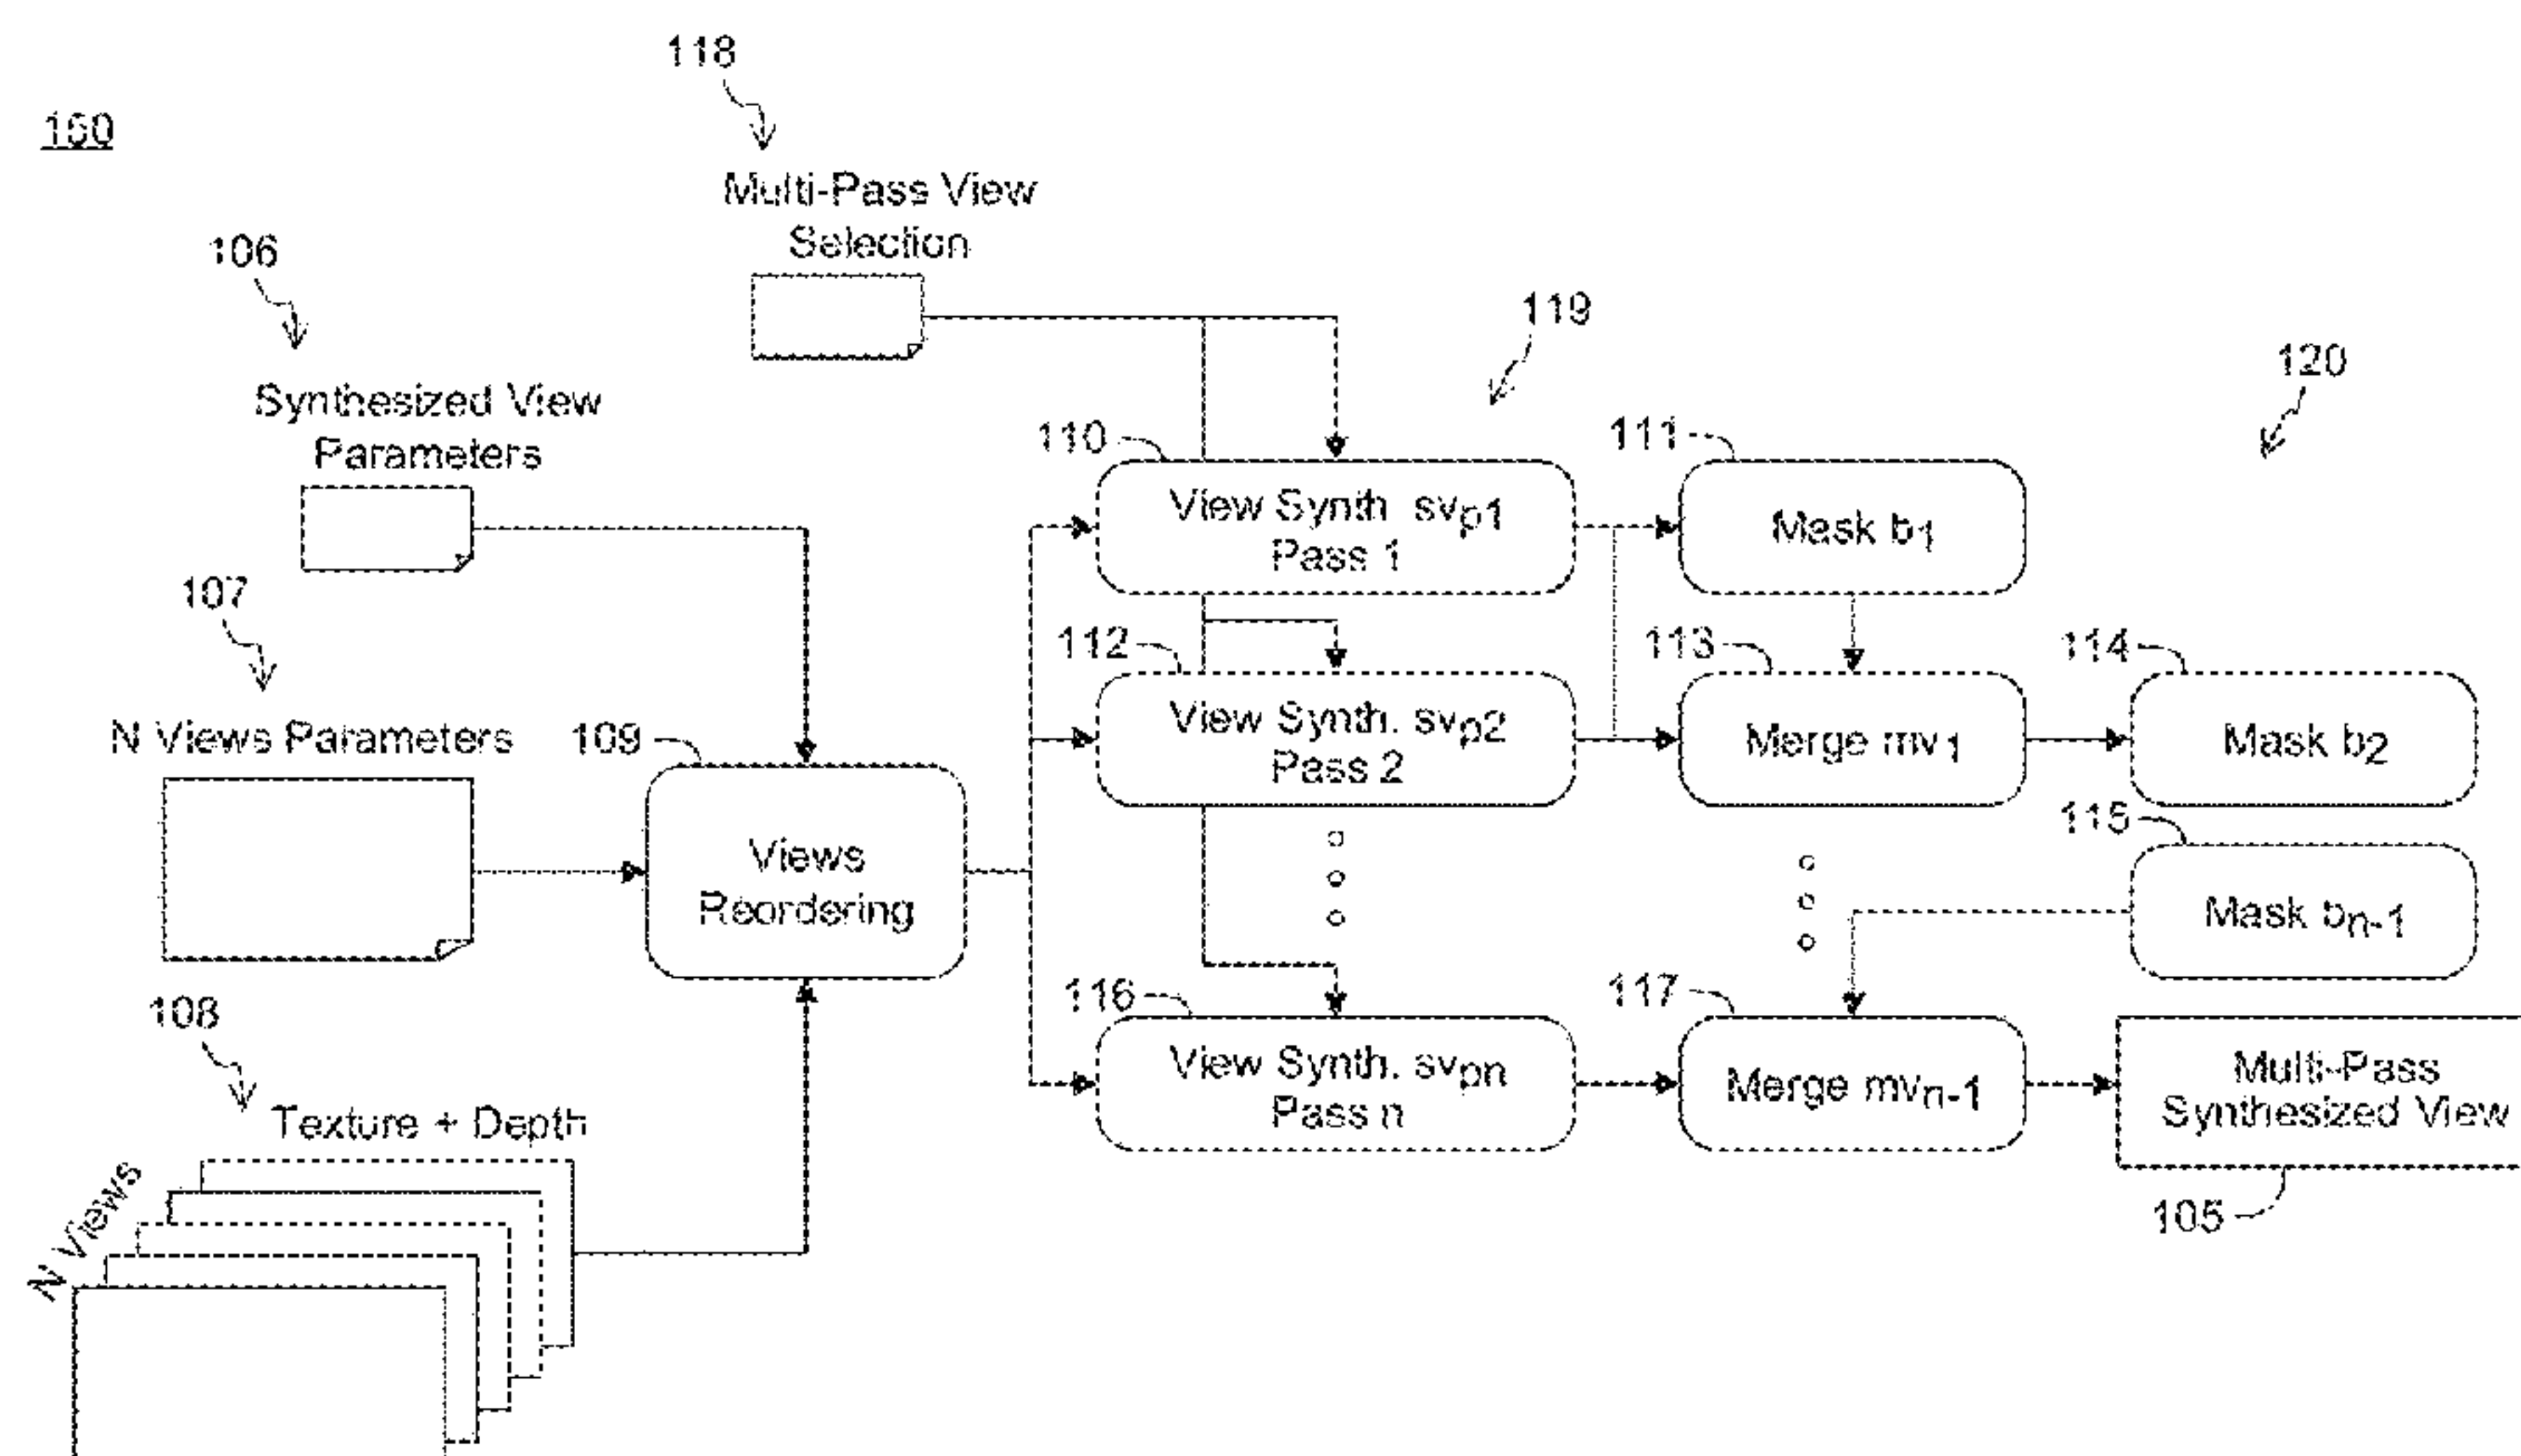 118
160
Multi-Pass View
Selection
106
119
120
Synthesized View
Parameters
110
111
View Synth. svp1
Pass 1
Mask b1
107
112
113
114
N Views Parameters
109
View Synth. svp2
Pass 2
Merge mv1
Mask b2
115
Views
Reordering
Mask bn-1
108
116
117
Texture + Depth
View Synth. svpn
Pass n
Merge mvn-1
Multi-Pass
Synthesized View
N Views
105